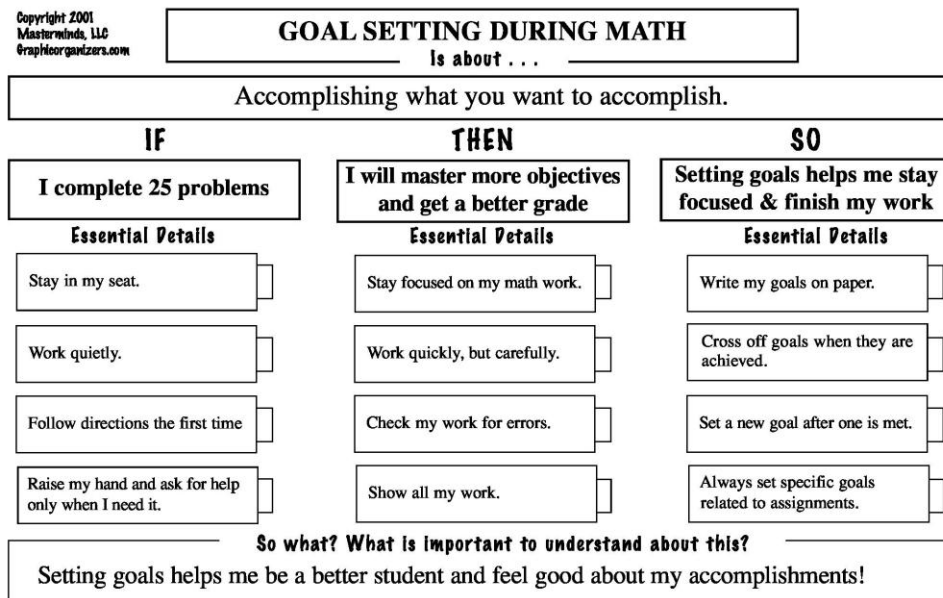 Copyright 2001
Masterminds, LLC
Graphicorganizers.com
GOAL SETTING DURING MATH
is about . . .
Accomplishing what you want to accomplish.
IF
I complete 25 problems
Essential Details
Stay in my seat.
Work quietly.
Follow directions the first time
Raise my hand and ask for help
only when I need it.
THEN
I will master more objectives
and get a better grade
Essential Details
Stay focused on my math work.
Work quickly, but carefully.
Check my work for errors.
Show all my work.
SO
Setting goals helps me stay
focused & finish my work
Essential Details
Write my goals on paper.
Cross off goals when they are
achieved.
Set a new goal after one is met.
Always set specific goals
related to assignments.
So what? What is important to understand about this?
Setting goals helps me be a better student and feel good about my accomplishments!